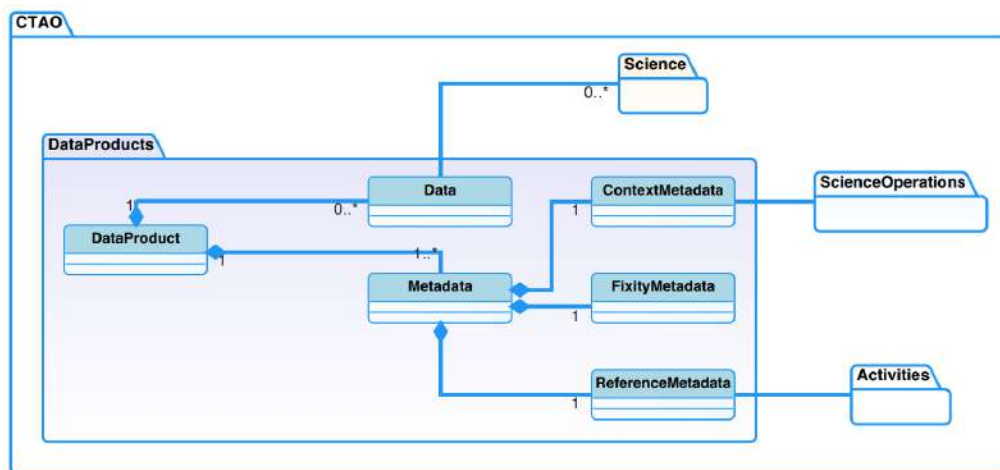 CTAO
Science
0..*
DataProducts
Data
ContextMetadata
ScienceOperations
1
0..*
1
DataProduct
1
1..*
Metadata
FixityMetadata
1
ReferenceMetadata
Activities
1